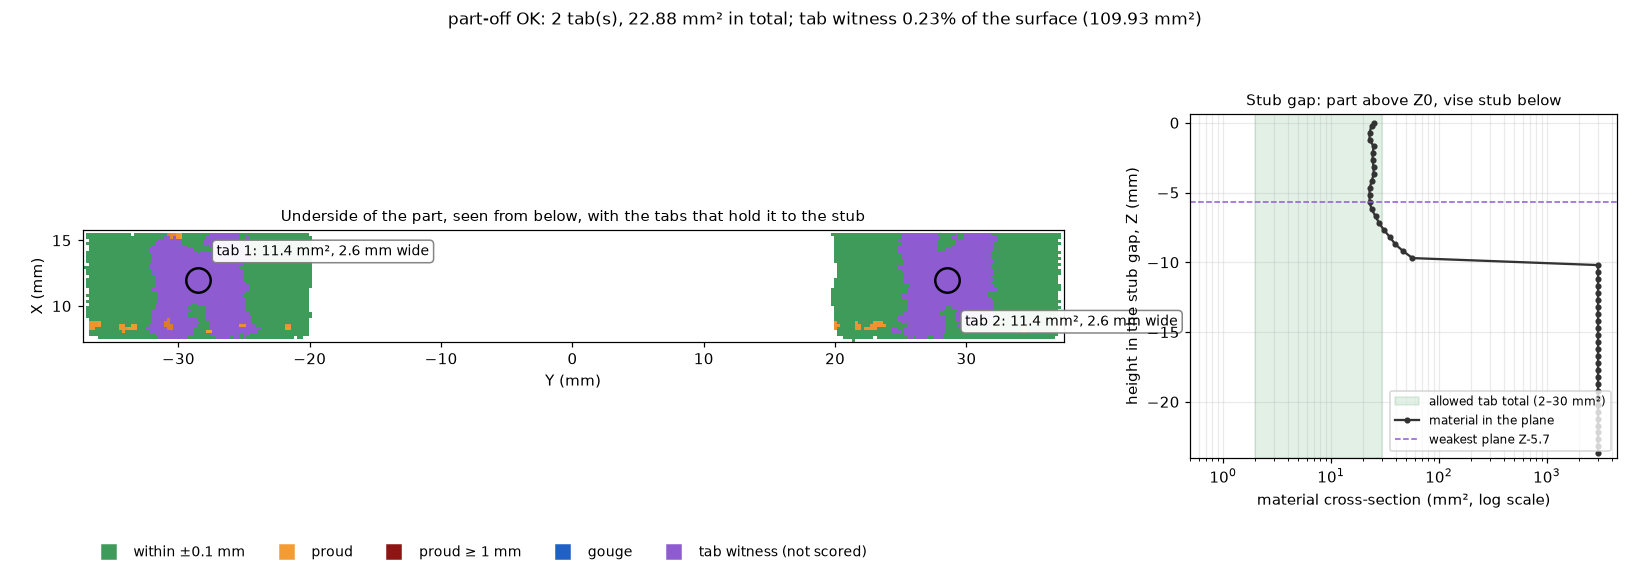 part-off OK: 2 tab(s), 22.88 mm² in total; tab witness 0.23% of the surface (109.93 mm²)
Underside of the part, seen from below, with the tabs that hold it to the stub
X (mm)
15
10
tab 1: 11.4 mm², 2.6 mm wide
tab 2: 11.4 mm², 2.6 mm wide
−30
−20
−10
0
10
20
30
Y (mm)
Stub gap: part above Z0, vise stub below
height in the stub gap, Z (mm)
0
−5
−10
−15
−20
allowed tab total (2–30 mm²)
material in the plane
weakest plane Z-5.7
10⁰
10¹
10²
10³
material cross-section (mm², log scale)
within ±0.1 mm
proud
proud ≥ 1 mm
gouge
tab witness (not scored)